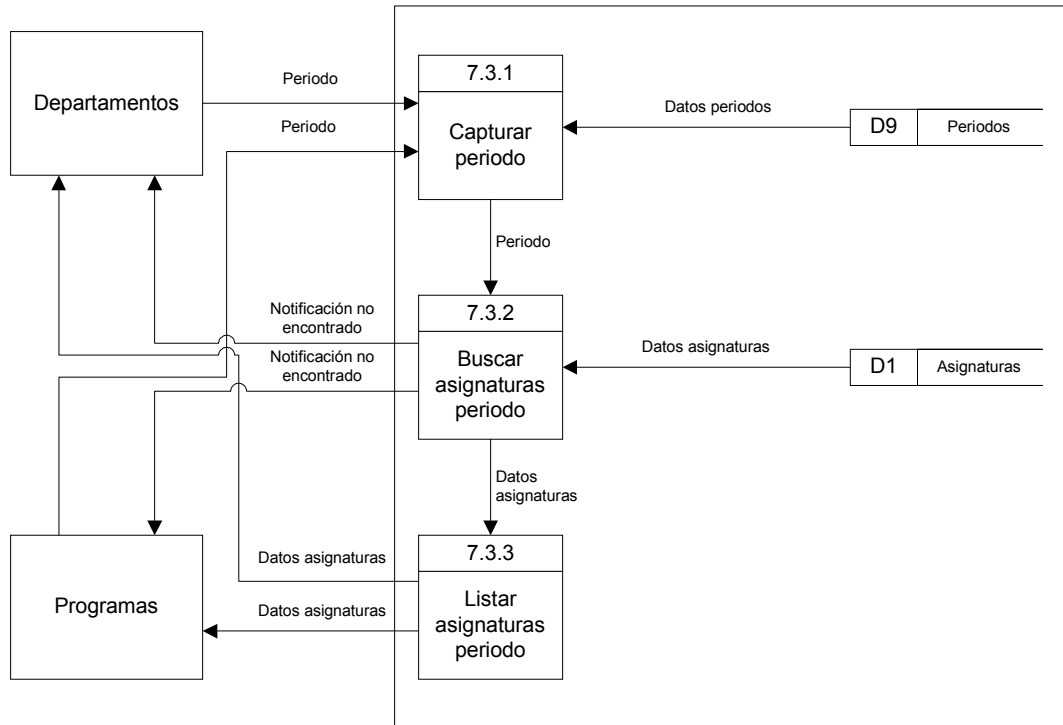 7.3.1
Departamentos
Periodo
Datos periodos
D9
Periodos
Periodo
Capturar
periodo
Periodo
Notificación no
encontrado
7.3.2
Notificación no
encontrado
Buscar
asignaturas
periodo
Datos asignaturas
D1
Asignaturas
Datos
asignaturas
7.3.3
Datos asignaturas
Programas
Listar
asignaturas
periodo
Datos asignaturas